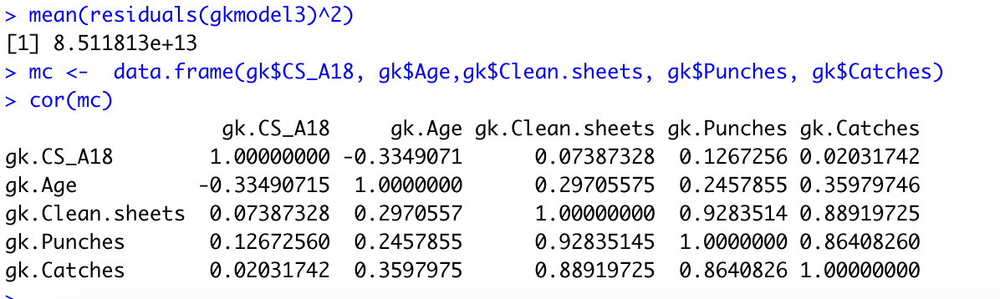 > mean(residuals(gkmodel3)^2)
[1] 8.511813e+13
> mc <-  data.frame(gk$CS_A18, gk$Age,gk$Clean.sheets, gk$Punches, gk$Catches)
> cor(mc)
                gk.CS_A18     gk.Age gk.Clean.sheets gk.Punches gk.Catches
gk.CS_A18       1.00000000 -0.3349071      0.07387328  0.1267256 0.02031742
gk.Age         -0.33490715  1.0000000      0.29705575  0.2457855 0.35979746
gk.Clean.sheets  0.07387328  0.2970557      1.00000000  0.9283514 0.88919725
gk.Punches      0.12672560  0.2457855      0.92835145  1.0000000 0.86408260
gk.Catches      0.02031742  0.3597975      0.88919725  0.8640826 1.00000000
>